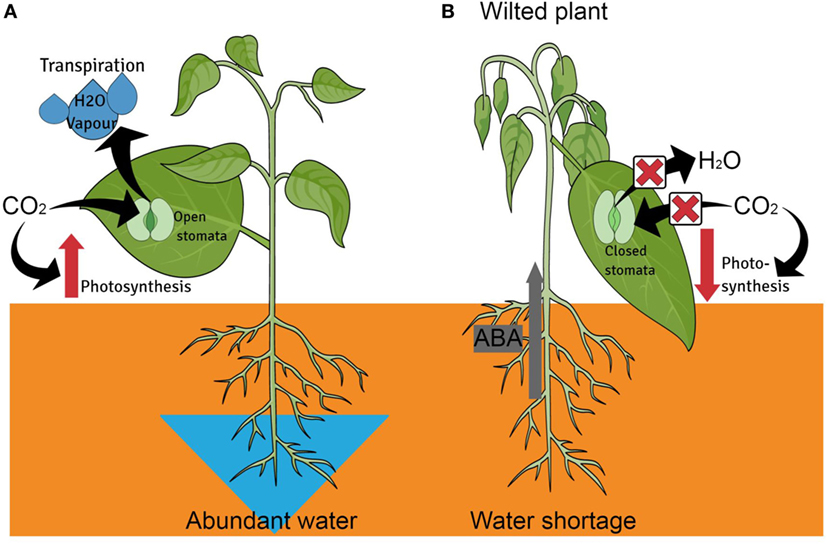 A
Transpiration
H2O
Vapour
CO₂
Open
stomata
Photosynthesis
Abundant water
B
Wilted plant
H₂O
CO₂
Closed
stomata
Photo-
synthesis
ABA
Water shortage